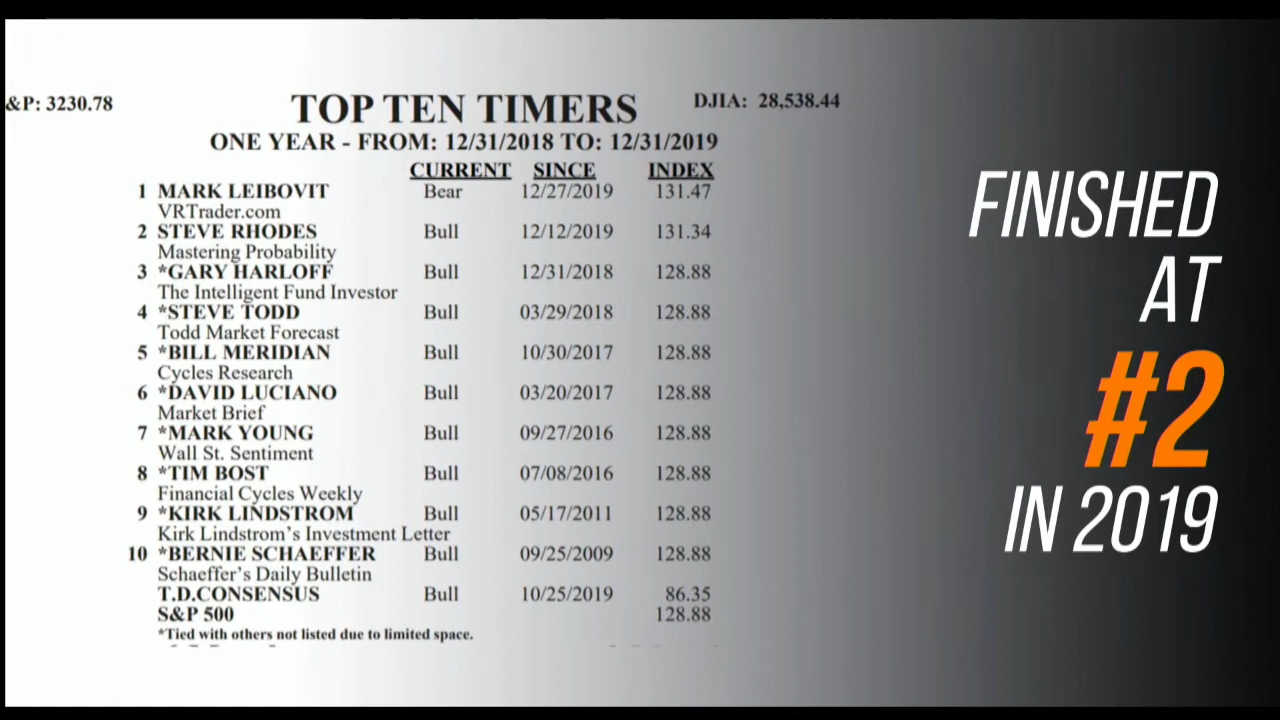 &P: 3230.78
TOP TEN TIMERS
DJIA: 28,538.44
ONE YEAR - FROM: 12/31/2018 TO: 12/31/2019
CURRENT SINCE INDEX
1 MARK LEIBOVIT Bear 12/27/2019 131.47
VRTrader.com
2 STEVE RHODES Bull 12/12/2019 131.34
Mastering Probability
3 *GARY HARLOFF Bull 12/31/2018 128.88
The Intelligent Fund Investor
4 *STEVE TODD Bull 03/29/2018 128.88
Todd Market Forecast
5 *BILL MERIDIAN Bull 10/30/2017 128.88
Cycles Research
6 *DAVID LUCIANO Bull 03/20/2017 128.88
Market Brief
7 *MARK YOUNG Bull 09/27/2016 128.88
Wall St. Sentiment
8 *TIM BOST Bull 07/08/2016 128.88
Financial Cycles Weekly
9 *KIRK LINDSTROM Bull 05/17/2011 128.88
Kirk Lindstrom's Investment Letter
10 *BERNIE SCHAEFFER Bull 09/25/2009 128.88
Schaeffer's Daily Bulletin
T.D.CONSENSUS Bull 10/25/2019 86.35
S&P 500 128.88
*Tied with others not listed due to limited space.
FINISHED
AT
#2
IN 2019